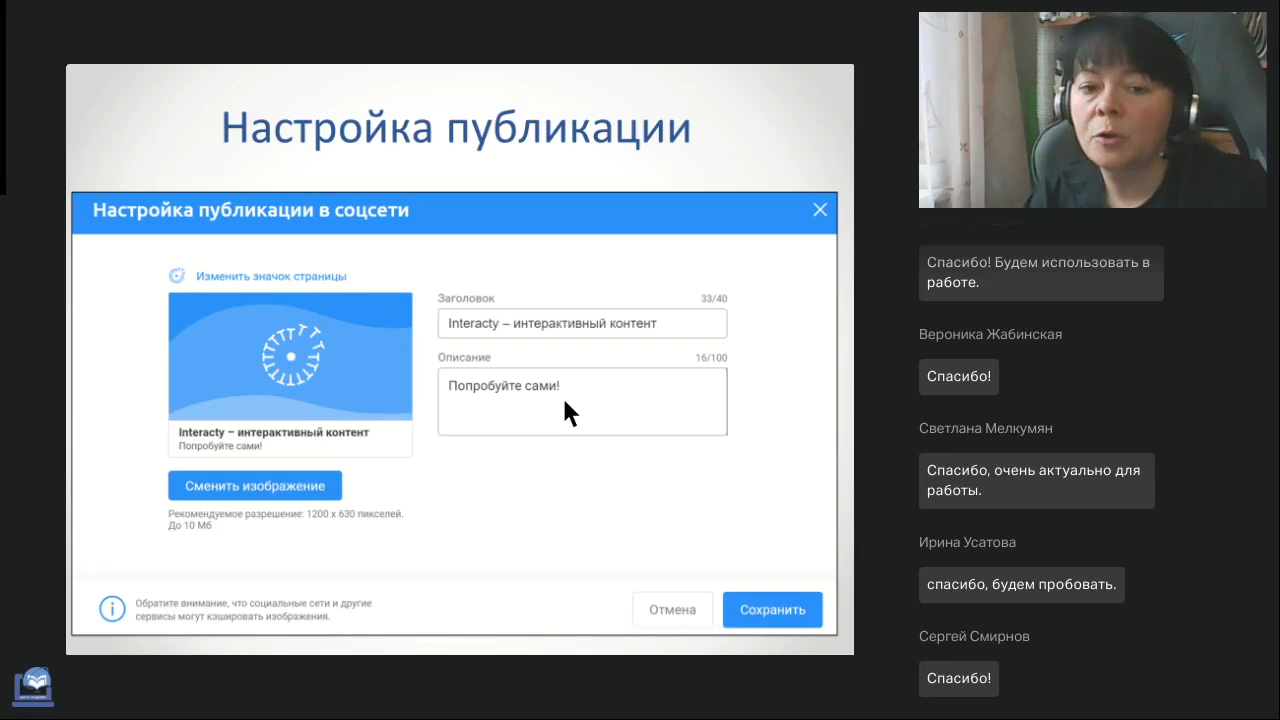 Настройка публикации
Настройка публикации в соцсети
Изменить значок страницы
Interacty – интерактивный контент
Попробуйте сами!
Сменить изображение
Рекомендуемое разрешение: 1200 x 630 пикселей.
До 10 Мб
Заголовок 33/40
Interacty – интерактивный контент
Описание 16/100
Попробуйте сами!
Обратите внимание, что социальные сети и другие
сервисы могут кэшировать изображения.
Отмена
Сохранить
Спасибо! Будем использовать в
работе.
Вероника Жабинская
Спасибо!
Светлана Мелкумян
Спасибо, очень актуально для
работы.
Ирина Усатова
спасибо, будем пробовать.
Сергей Смирнов
Спасибо!